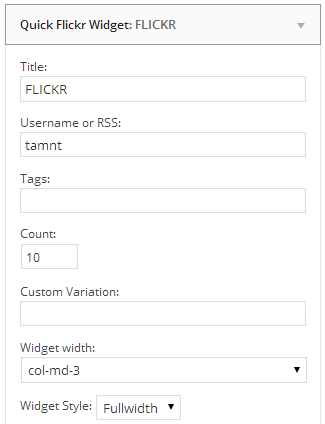 Quick Flickr Widget: FLICKR
Title:
FLICKR
Username or RSS:
tamnt
Tags:
Count:
10
Custom Variation:
Widget width:
col-md-3
Widget Style: Fullwidth